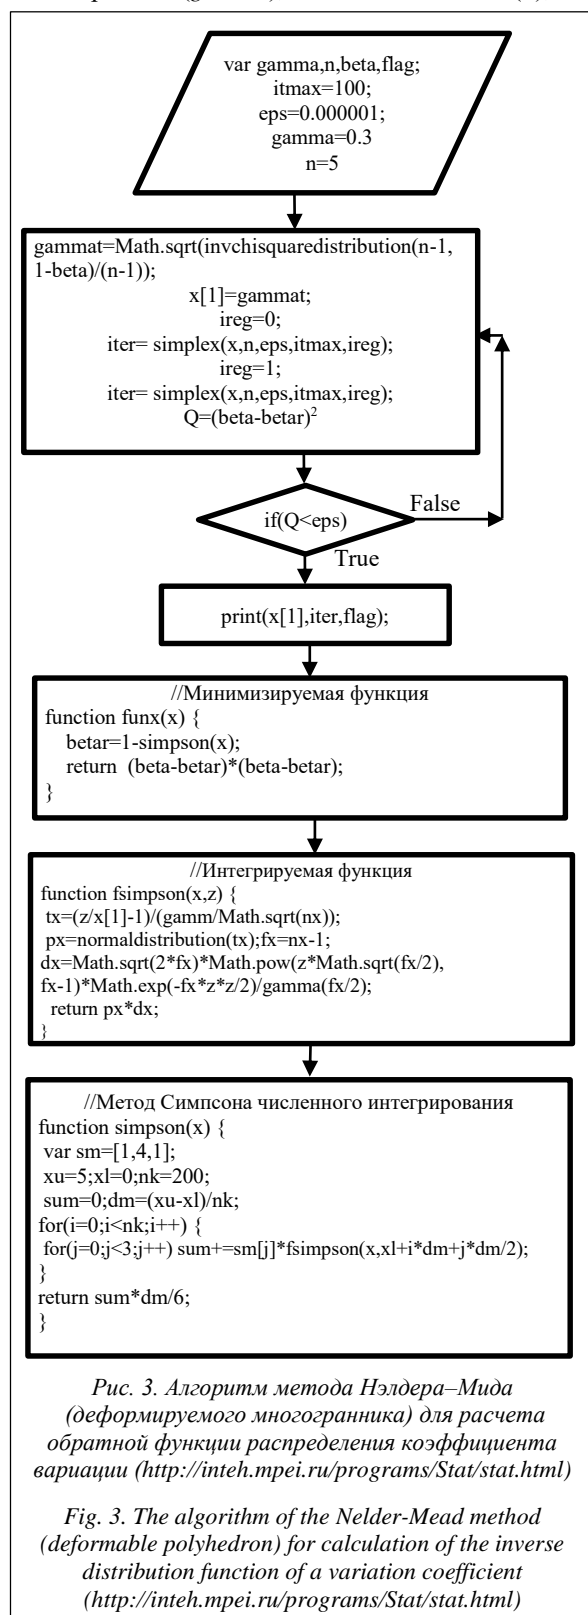 var gamma,n,beta,flag;
itmax=100;
eps=0.000001;
gamma=0.3
n=5
gammat=Math.sqrt(invchisquaredistribution(n-1,
1-beta)/(n-1));
x[1]=gammat;
ireg=0;
iter= simplex(x,n,eps,itmax,ireg);
ireg=1;
iter= simplex(x,n,eps,itmax,ireg);
Q=(beta-betar)²
False
if(Q<eps)
True
print(x[1],iter,flag);
//Минимизируемая функция
function funx(x) {
betar=1-simpson(x);
return (beta-betar)*(beta-betar);
}
//Интегрируемая функция
function fsimpson(x,z) {
tx=(z/x[1]-1)/(gamm/Math.sqrt(nx));
px=normaldistribution(tx);fx=nx-1;
dx=Math.sqrt(2*fx)*Math.pow(z*Math.sqrt(fx/2),
fx-1)*Math.exp(-fx*z*z/2)/gamma(fx/2);
return px*dx;
}
//Метод Симпсона численного интегрирования
function simpson(x) {
var sm=[1,4,1];
xu=5;xl=0;nk=200;
sum=0;dm=(xu-xl)/nk;
for(i=0;i<nk;i++) {
for(j=0;j<3;j++) sum+=sm[j]*fsimpson(x,xl+i*dm+j*dm/2);
}
return sum*dm/6;
}
Рис. 3. Алгоритм метода Нэлдера–Мида
(деформируемого многогранника) для расчета
обратной функции распределения коэффициента
вариации (http://inteh.mpei.ru/programs/Stat/stat.html)
Fig. 3. The algorithm of the Nelder-Mead method
(deformable polyhedron) for calculation of the inverse
distribution function of a variation coefficient
(http://inteh.mpei.ru/programs/Stat/stat.html)